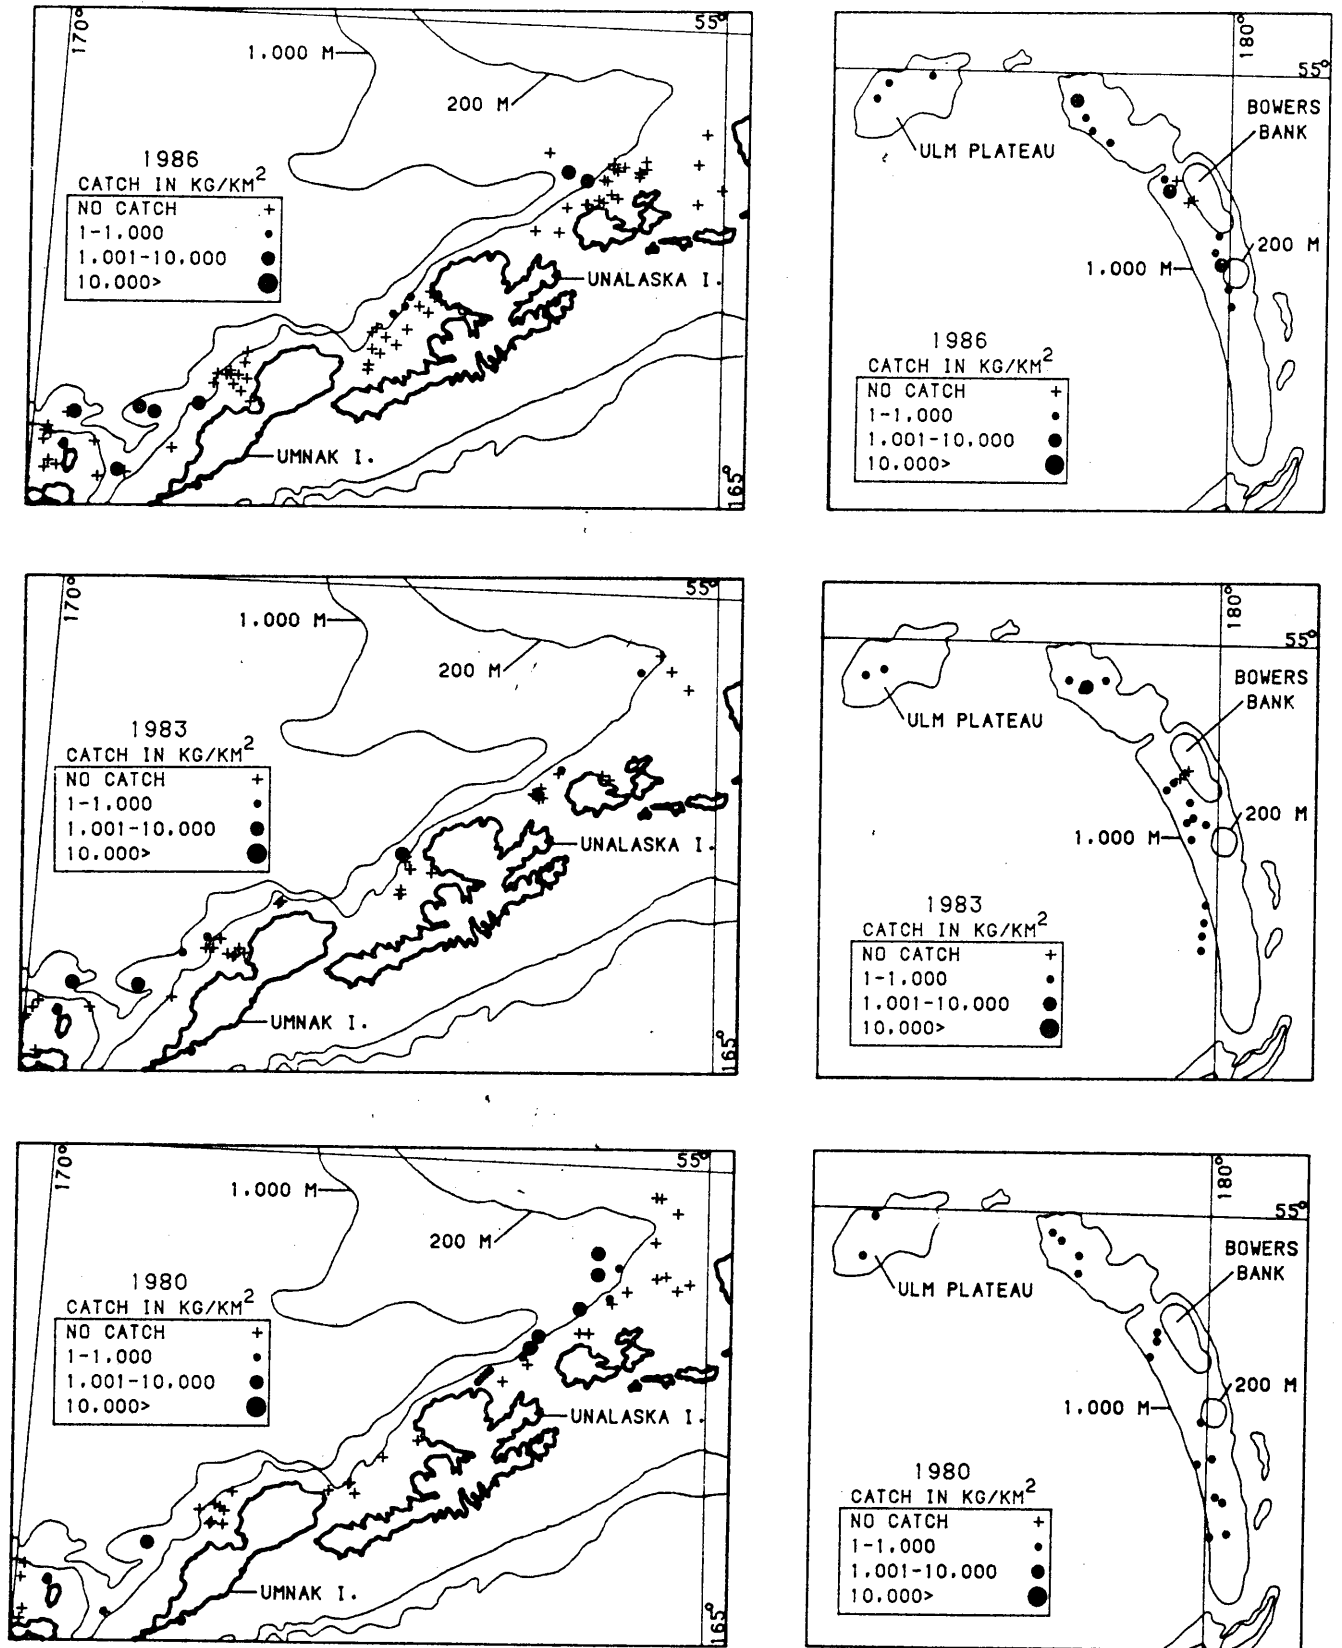 170°
55°
1.000 M
200 M
1986
CATCH IN KG/KM2
NO CATCH +
1-1.000
1.001-10.000
10.000>
UNALASKA I.
UMNAK I.
165°
180°
55°
BOWERS
BANK
ULM PLATEAU
200 M
1.000 M
1986
CATCH IN KG/KM2
NO CATCH +
1-1.000
1.001-10.000
10.000>
170°
55°
1.000 M
200 M
1983
CATCH IN KG/KM2
NO CATCH +
1-1.000
1.001-10.000
10.000>
UNALASKA I.
UMNAK I.
165°
180°
55°
BOWERS
BANK
ULM PLATEAU
200 M
1.000 M
1983
CATCH IN KG/KM2
NO CATCH +
1-1.000
1.001-10.000
10.000>
170°
55°
1.000 M
200 M
1980
CATCH IN KG/KM2
NO CATCH +
1-1.000
1.001-10.000
10.000>
UNALASKA I.
UMNAK I.
165°
180°
55°
BOWERS
BANK
ULM PLATEAU
200 M
1.000 M
1980
CATCH IN KG/KM2
NO CATCH +
1-1.000
1.001-10.000
10.000>